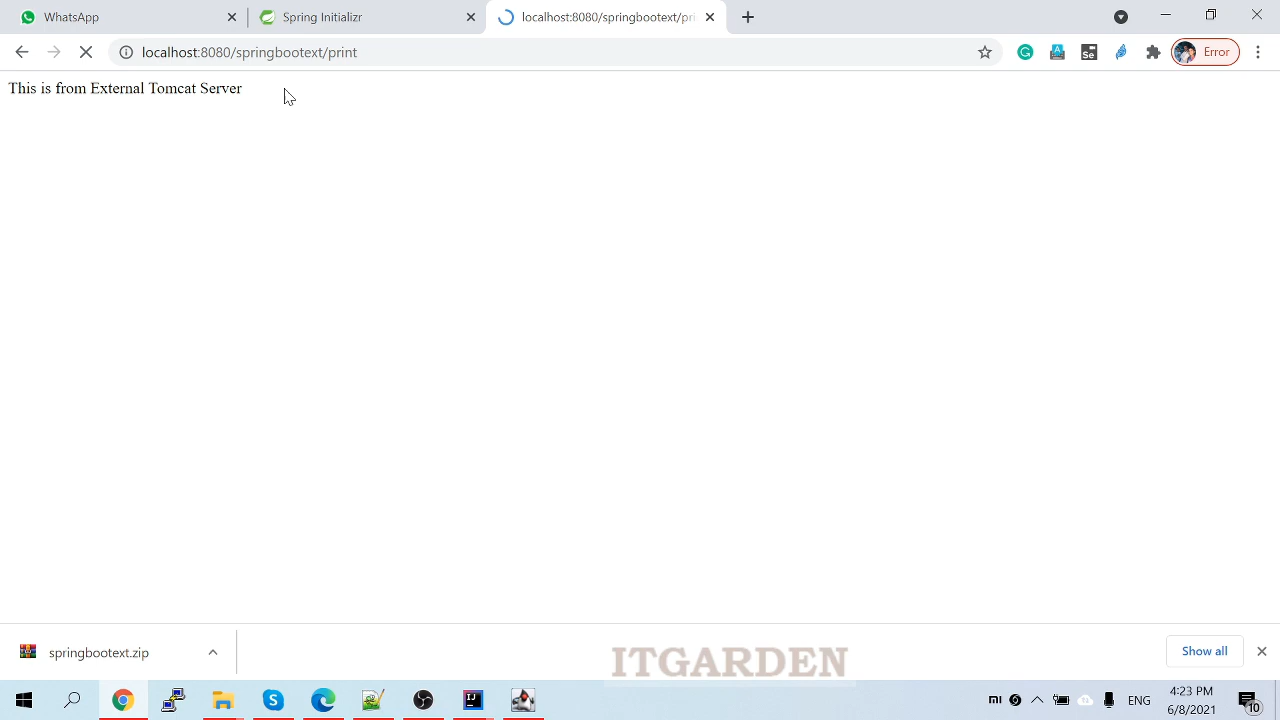 WhatsApp
Spring Initializr
localhost:8080/springbootext/pri
localhost:8080/springbootext/print
Se
Error
This is from External Tomcat Server
springbootext.zip
Show all
ITGARDEN
ENG
4:23 PM
6/8/2021
10